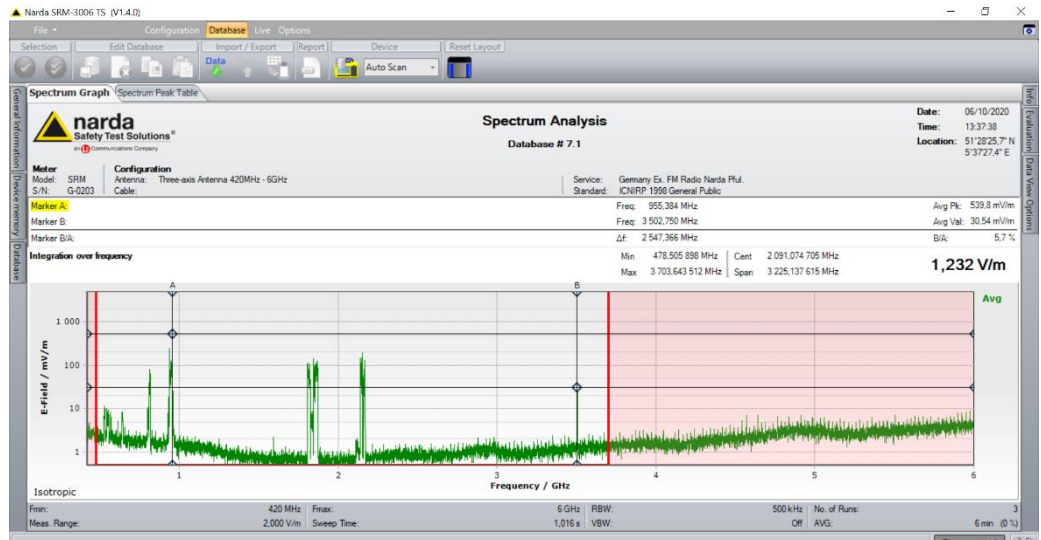 Narda SRM-3006 TS (V1.4.0)
File Configuration Database Live Options
Selection Edit Database Import / Export Report Device Reset Layout
Data Auto Scan
Spectrum Graph Spectrum Peak Table
General Information
Device memory
Database
Info
Evaluation
Data View Options
narda
Safety Test Solutions®
an Communications Company
Spectrum Analysis
Database # 7.1
Date: 06/10/2020
Time: 13:37:38
Location: 51°28'25,7" N
5°37'27,4" E
Meter Configuration
Model: SRM Antenna: Three-axis Antenna 420MHz - 6GHz Service: Germany Ex. FM Radio Narda Pful.
S/N: G-0203 Cable: Standard: ICNIRP 1998 General Public
Marker A: Freq: 955,384 MHz Avg Pk: 539,8 mV/m
Marker B: Freq: 3 502,750 MHz Avg Val: 30,54 mV/m
Marker B/A: Δf: 2 547,366 MHz B/A: 5,7 %
Integration over frequency Min 478,505 898 MHz Cent 2 091,074 705 MHz
Max 3 703,643 512 MHz Span 3 225,137 615 MHz 1,232 V/m
A B
Avg
E-Field / mV/m
1 000
100
10
1
1 2 3 4 5 6
Frequency / GHz
Isotropic
Fmin: 420 MHz Fmax: 6 GHz RBW: 500 kHz No. of Runs: 3
Meas. Range: 2,000 V/m Sweep Time: 1,016 s VBW: Off AVG: 6 min (0 %)